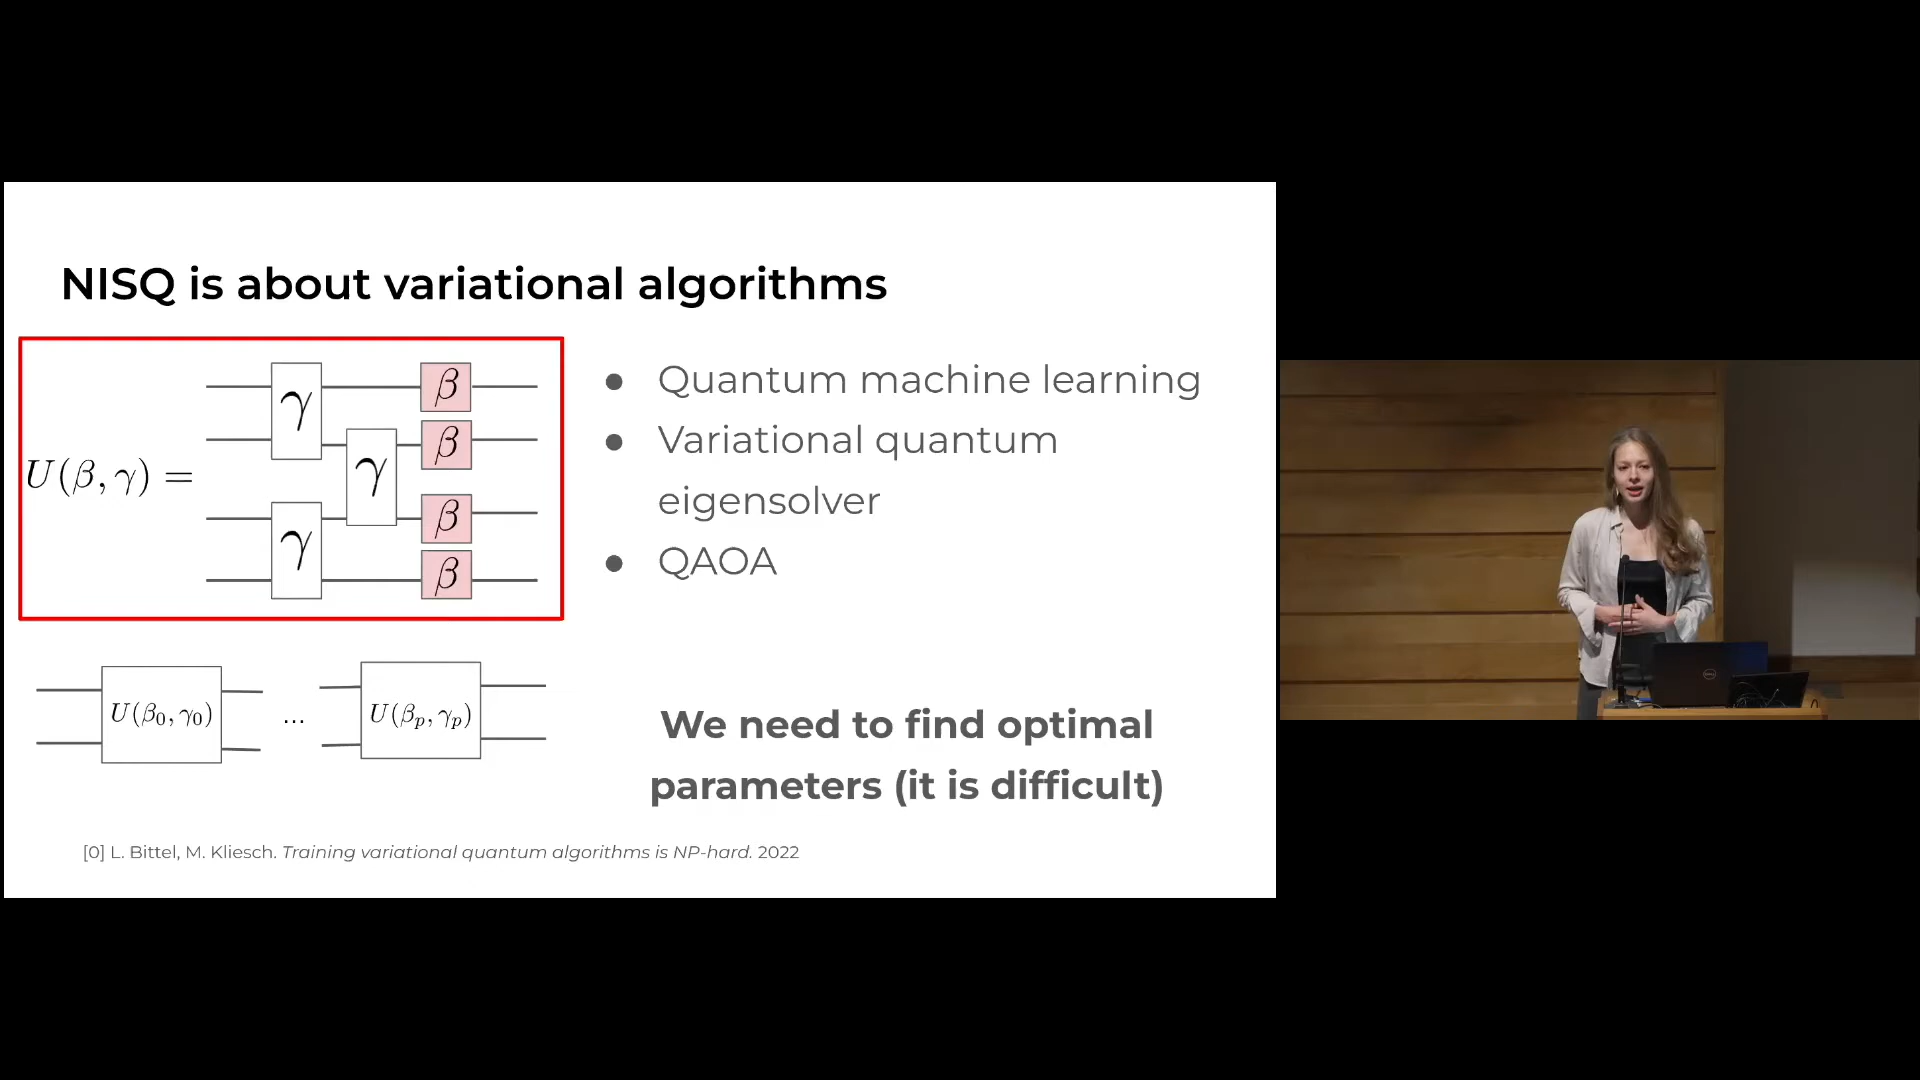 NISQ is about variational algorithms
U(β, γ) =
γ
γ
γ
β
β
β
β
● Quantum machine learning
● Variational quantum
eigensolver
● QAOA
U(β₀, γ₀)
...
U(βₚ, γₚ)
We need to find optimal
parameters (it is difficult)
[0] L. Bittel, M. Kliesch. Training variational quantum algorithms is NP-hard. 2022